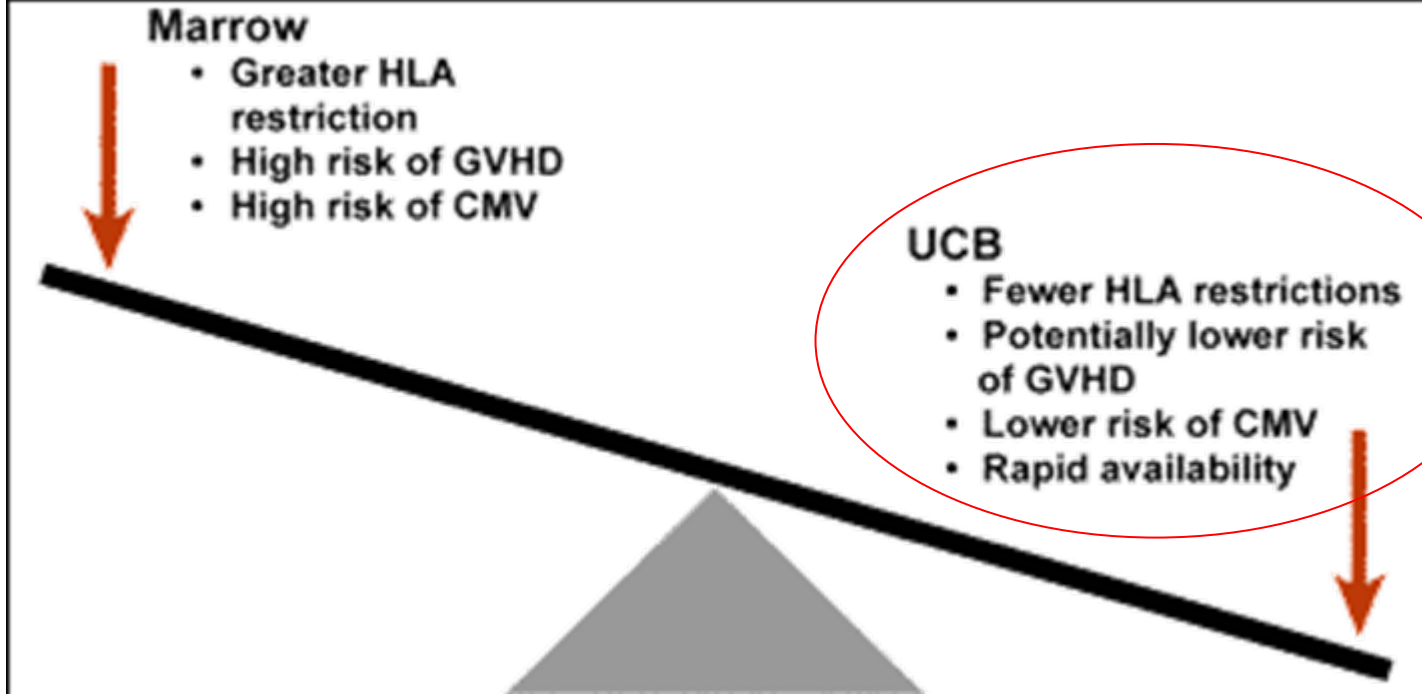 Marrow
• Greater HLA
restriction
• High risk of GVHD
• High risk of CMV
UCB
• Fewer HLA restrictions
• Potentially lower risk
of GVHD
• Lower risk of CMV
• Rapid availability